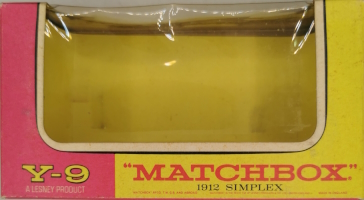 Y-9
A LESNEY PRODUCT
"MATCHBOX"
1912 SIMPLEX